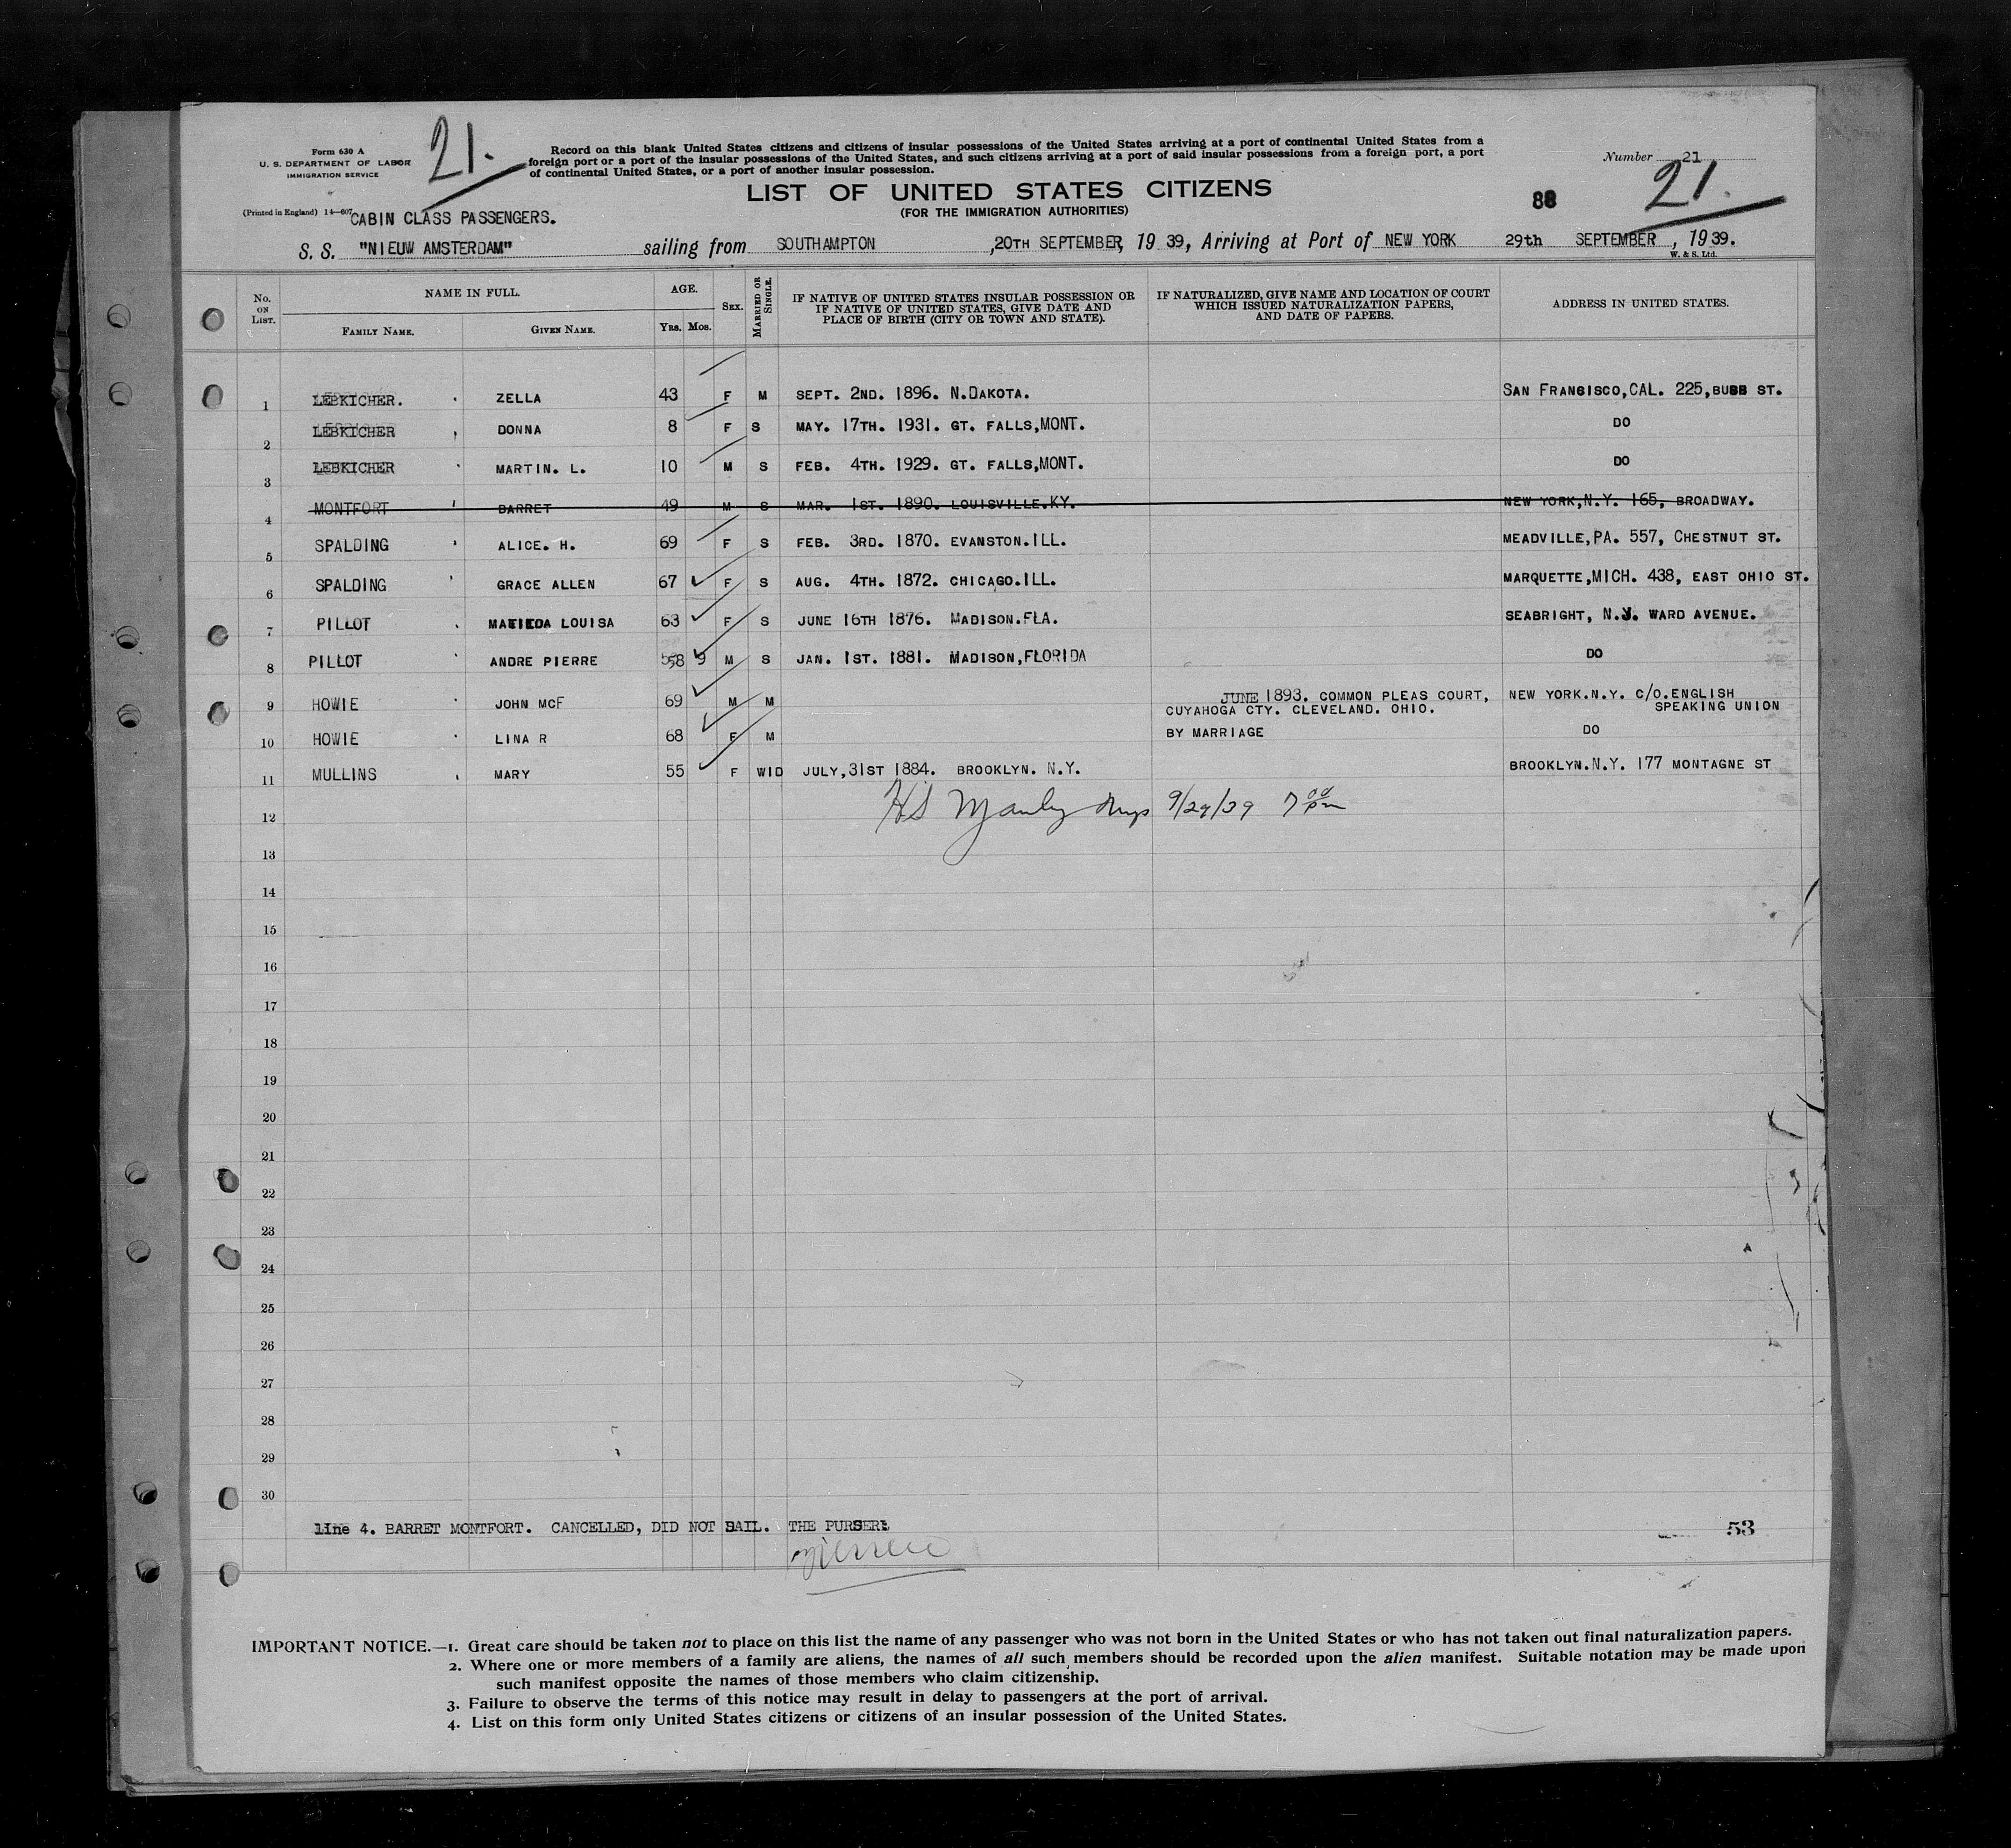 Form 630 A
U. S. DEPARTMENT OF LABOR
IMMIGRATION SERVICE
21.
Record on this blank United States citizens and citizens of insular possessions of the United States arriving at a port of continental United States from a
foreign port or a port of the insular possessions of the United States, and such citizens arriving at a port of said insular possessions from a foreign port, a port
of continental United States, or a port of another insular possession.
Number 21
21.
LIST OF UNITED STATES CITIZENS
(FOR THE IMMIGRATION AUTHORITIES)
88
(Printed in England) 14—607
CABIN CLASS PASSENGERS.
S. S. "NIEUW AMSTERDAM" sailing from SOUTHAMPTON ,20TH SEPTEMBER, 19 39, Arriving at Port of NEW YORK 29th SEPTEMBER , 1939.
W. & S. Ltd.
No. ON LIST. NAME IN FULL. AGE. SEX. MARRIED OR SINGLE. IF NATIVE OF UNITED STATES INSULAR POSSESSION OR IF NATIVE OF UNITED STATES, GIVE DATE AND PLACE OF BIRTH (CITY OR TOWN AND STATE). IF NATURALIZED, GIVE NAME AND LOCATION OF COURT WHICH ISSUED NATURALIZATION PAPERS, AND DATE OF PAPERS. ADDRESS IN UNITED STATES.
FAMILY NAME. GIVEN NAME. YRS. MOS.
1 LEBKICHER. ZELLA 43 F M SEPT. 2ND. 1896. N.DAKOTA. SAN FRANCISCO,CAL. 225,BUBB ST.
2 LEBKICHER DONNA 8 F S MAY. 17TH. 1931. GT. FALLS,MONT. DO
3 LEBKICHER MARTIN. L. 10 M S FEB. 4TH. 1929. GT. FALLS,MONT. DO
4 MONTFORT BARRET 49 M S MAR. 1ST. 1890. LOUISVILLE.KY. NEW YORK,N.Y. 165, BROADWAY.
5 SPALDING ALICE. H. 69 F S FEB. 3RD. 1870. EVANSTON.ILL. MEADVILLE,PA. 557, CHESTNUT ST.
6 SPALDING GRACE ALLEN 67 F S AUG. 4TH. 1872. CHICAGO.ILL. MARQUETTE,MICH. 438, EAST OHIO ST.
7 PILLOT MATILDA LOUISA 63 F S JUNE 16TH 1876. MADISON.FLA. SEABRIGHT, N.J. WARD AVENUE.
8 PILLOT ANDRE PIERRE 58 9 M S JAN. 1ST. 1881. MADISON,FLORIDA DO
9 HOWIE JOHN MCF 69 M M JUNE 1893. COMMON PLEAS COURT, NEW YORK.N.Y. C/O.ENGLISH
CUYAHOGA CTY. CLEVELAND. OHIO. SPEAKING UNION
10 HOWIE LINA R 68 F M BY MARRIAGE DO
11 MULLINS MARY 55 F WID JULY,31ST 1884. BROOKLYN. N.Y. BROOKLYN.N.Y. 177 MONTAGNE ST
12 HS Manley Insp 9/29/39 7 00 pm
13
14
15
16
17
18
19
20
21
22
23
24
25
26
27
28
29
30
line 4. BARRET MONTFORT. CANCELLED, DID NOT SAIL. THE PURSER:
53
IMPORTANT NOTICE.—1. Great care should be taken not to place on this list the name of any passenger who was not born in the United States or who has not taken out final naturalization papers.
2. Where one or more members of a family are aliens, the names of all such members should be recorded upon the alien manifest. Suitable notation may be made upon
such manifest opposite the names of those members who claim citizenship.
3. Failure to observe the terms of this notice may result in delay to passengers at the port of arrival.
4. List on this form only United States citizens or citizens of an insular possession of the United States.